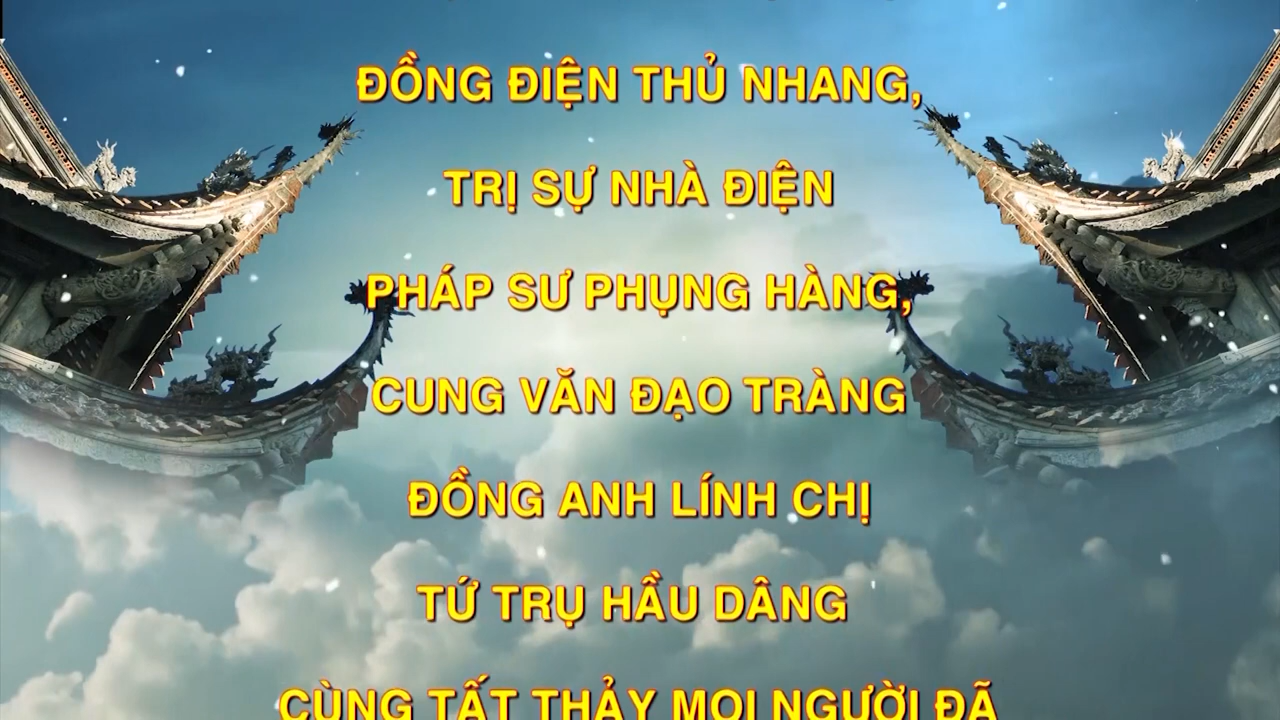 ĐỒNG ĐIỆN THỦ NHANG,
TRỊ SỰ NHÀ ĐIỆN
PHÁP SƯ PHỤNG HÀNG,
CUNG VĂN ĐẠO TRÀNG
ĐỒNG ANH LÍNH CHỊ
TỨ TRỤ HẦU DÂNG
CÙNG TẤT THẢY MỌI NGƯỜI ĐÃ